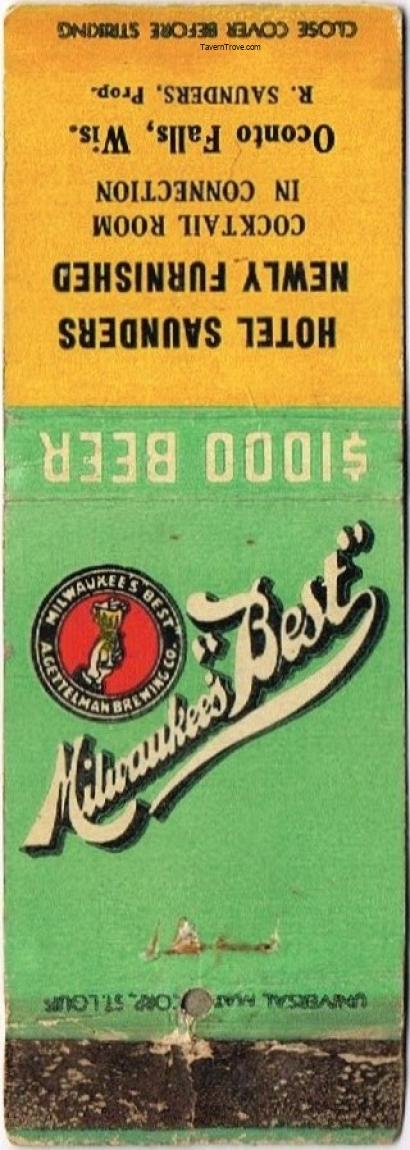 CLOSE COVER BEFORE STRIKING
TavernTrove.com
HOTEL SAUNDERS
NEWLY FURNISHED
COCKTAIL ROOM
IN CONNECTION
Oconto Falls, Wis.
R. SAUNDERS, Prop.
$1000 BEER
MILWAUKEE'S BEST
A. GETTELMAN BREWING CO.
Milwaukee's
"Best"
UNIVERSAL CORP., ST. LOUIS